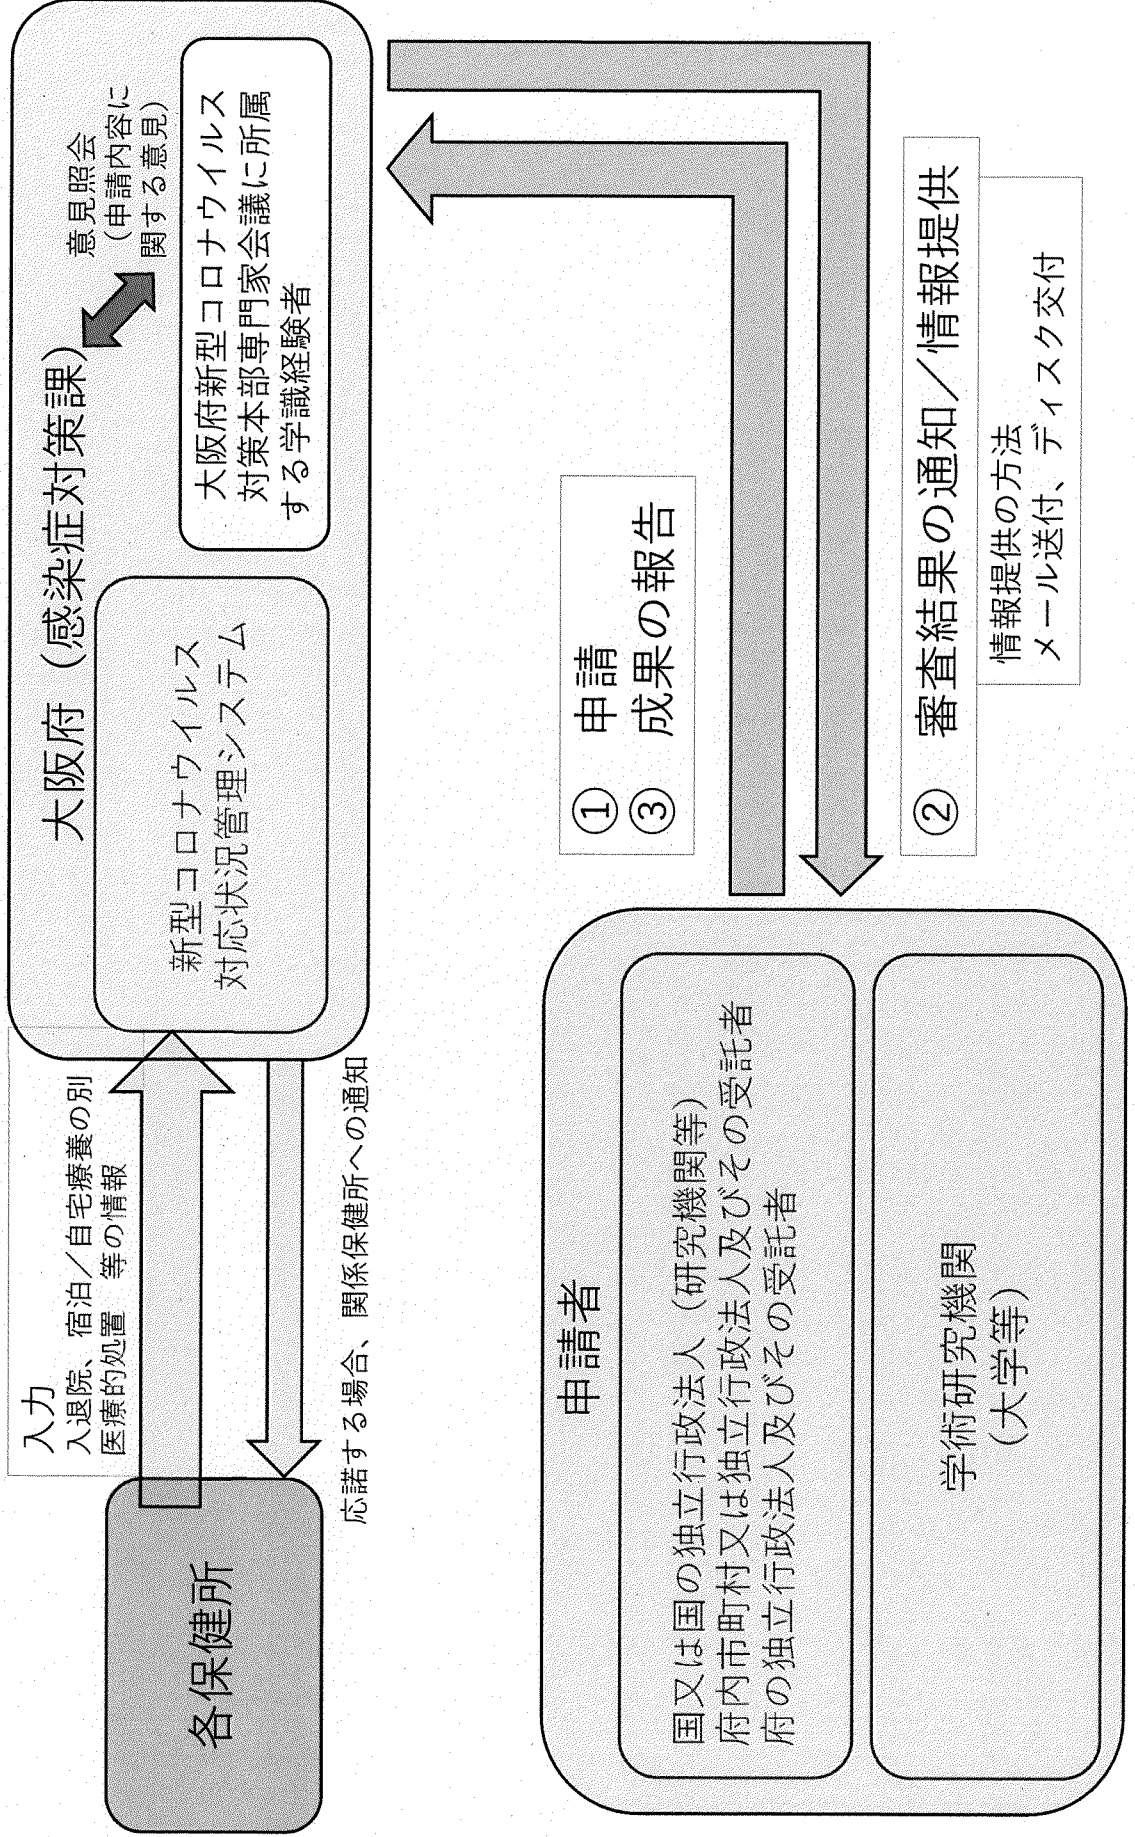 各保健所
入力
入退院、宿泊／自宅療養の別
医療的処置　等の情報
応諾する場合、関係保健所への通知
大阪府（感染症対策課）
新型コロナウイルス
対応状況管理システム
意見照会
（申請内容に
関する意見）
大阪府新型コロナウイルス
対策本部専門家会議に所属
する学識経験者
申請者
国又は国の独立行政法人（研究機関等）
府内市町村又は独立行政法人及びその受託者
府の独立行政法人及びその受託者
学術研究機関
（大学等）
①　申請
③　成果の報告
②　審査結果の通知／情報提供
情報提供の方法
メール送付、ディスク交付